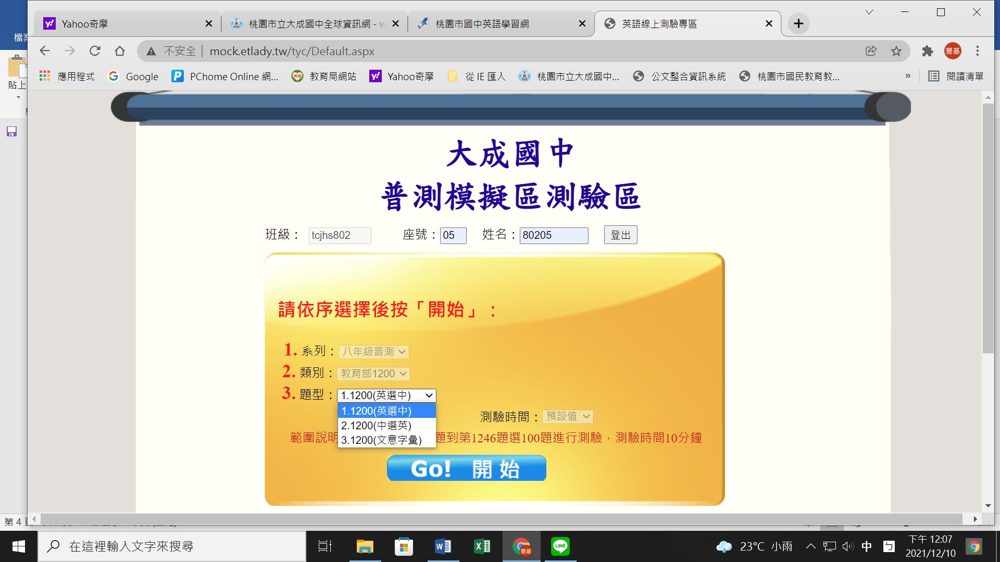 Yahoo奇摩
桃園市立大成國中全球資訊網 - w
桃園市國中英語學習網
英語線上測驗專區
檔案
不安全
mock.etlady.tw/tyc/Default.aspx
豐基
應用程式
Google
PChome Online 網...
教育局網站
Yahoo奇摩
從 IE 匯入
桃園市立大成國中...
公文整合資訊系統
桃園市國民教育教...
»
閱讀清單
貼上
大成國中
普測模擬區測驗區
班級： tcjhs802 座號：05 姓名：80205 登出
請依序選擇後按「開始」：
1. 系列：八年級普測
2. 類別：教育部1200
3. 題型：1.1200(英選中)
1.1200(英選中)
2.1200(中選英)
3.1200(文意字彙)
測驗時間：預設值
範圍說明
題到第1246題選100題進行測驗，測驗時間10分鐘
Go! 開始
第 4 頁
在這裡輸入文字來搜尋
LINE
豐基
23°C 小雨
中
ㄅ
下午 12:07
2021/12/10